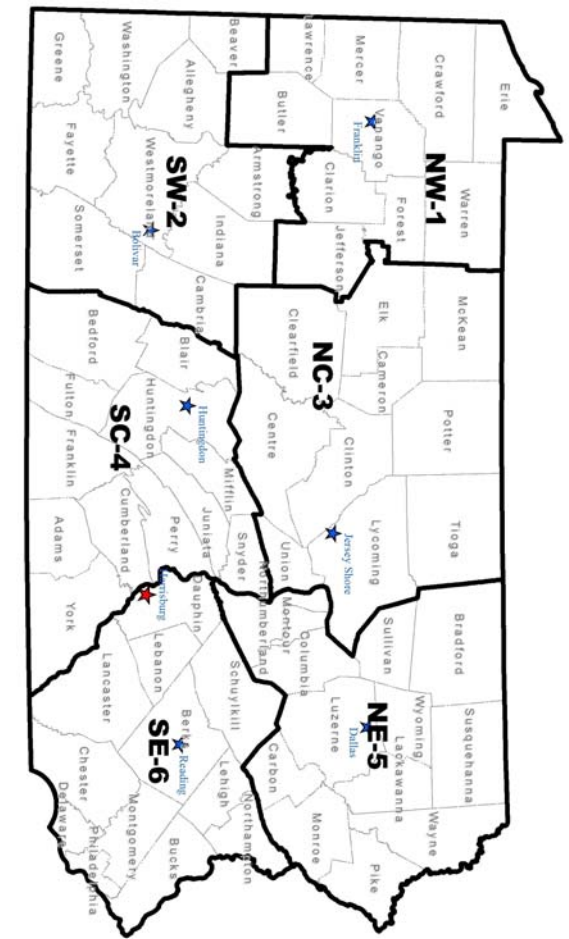 Erie
Crawford
Warren
McKean
Potter
Tioga
Bradford
Susquehanna
Wayne
Mercer
Venango
Franklin
Forest
NW-1
Elk
Cameron
Clinton
Lycoming
Jersey Shore
Sullivan
Wyoming
Lackawanna
NE-5
Dallas
Pike
Lawrence
Butler
Clarion
Jefferson
Clearfield
NC-3
Centre
Union
Montour
Columbia
Northumberland
Luzerne
Carbon
Monroe
Beaver
Allegheny
Armstrong
Indiana
Cambria
Blair
Huntingdon
Huntingdon
Mifflin
Juniata
Snyder
Perry
Dauphin
Schuylkill
Lehigh
Northampton
Washington
Westmoreland
SW-2
Bolivar
SC-4
Cumberland
Harrisburg
Lebanon
Berks
Reading
SE-6
Montgomery
Bucks
Greene
Fayette
Somerset
Bedford
Fulton
Franklin
Adams
York
Lancaster
Chester
Delaware
Philadelphia